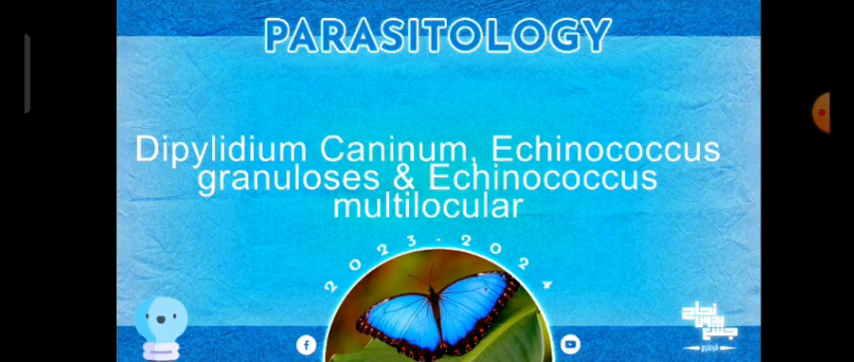 PARASITOLOGY
Dipylidium Caninum, Echinococcus
granuloses & Echinococcus
multilocular
2023-2024